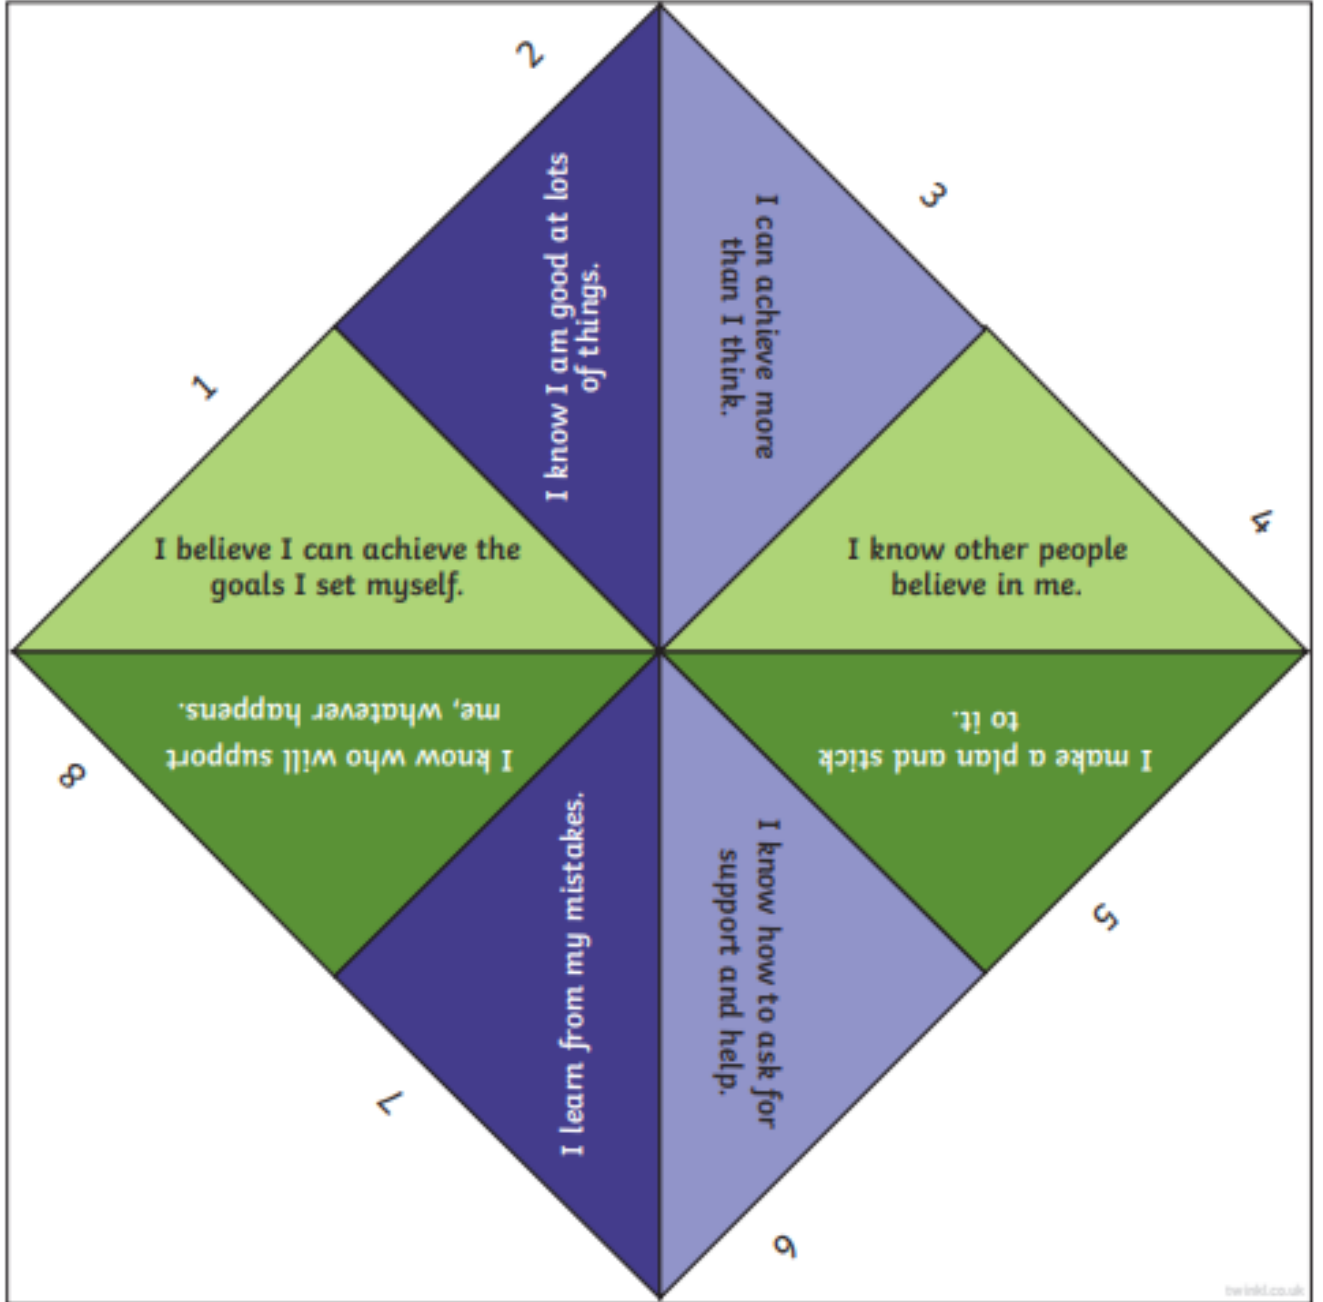 1
I believe I can achieve the
goals I set myself.
2
I know I am good at lots
of things.
3
I can achieve more
than I think.
4
I know other people
believe in me.
5
I make a plan and stick
to it.
6
I know how to ask for
support and help.
7
I learn from my mistakes.
8
I know who will support
me, whatever happens.
twinkl.co.uk